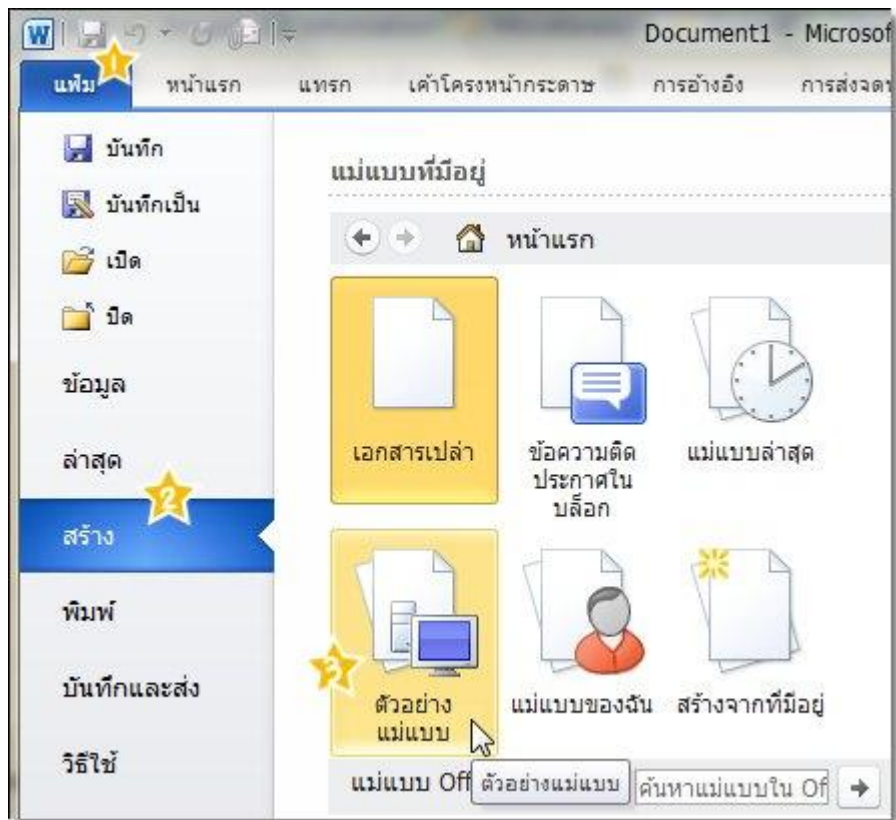 Document1 - Microsof
1
แฟ้ม หน้าแรก แทรก เค้าโครงหน้ากระดาษ การอ้างอิง การส่งจด
บันทึก
บันทึกเป็น
เปิด
ปิด
ข้อมูล
ล่าสุด
2
สร้าง
พิมพ์
บันทึกและส่ง
วิธีใช้
แม่แบบที่มีอยู่
หน้าแรก
เอกสารเปล่า
ข้อความติด
ประกาศใน
บล็อก
แม่แบบล่าสุด
3
ตัวอย่าง
แม่แบบ
แม่แบบของฉัน
สร้างจากที่มีอยู่
แม่แบบ Off
ตัวอย่างแม่แบบ
ค้นหาแม่แบบใน Of